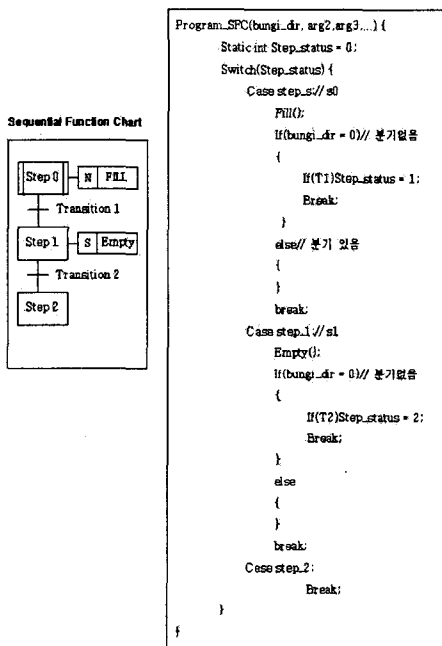 Sequential Function Chart
Step 0
N
FILL
Transition 1
Step 1
S
Empty
Transition 2
Step 2
Program_SFC(bungi_dir, arg2,arg3,...) {
Static int Step_status = 0;
Switch(Step_status) {
Case step_s:// s0
Fill();
If(bungi_dir = 0)// 분기없음
{
If(T1)Step_status = 1;
Break;
}
else// 분기 있음
{
}
break;
Case step_1:// s1
Empty();
If(bungi_dir = 0)// 분기없음
{
If(T2)Step_status = 2;
Break;
}
else
{
}
break;
Case step_2:
Break;
}
}